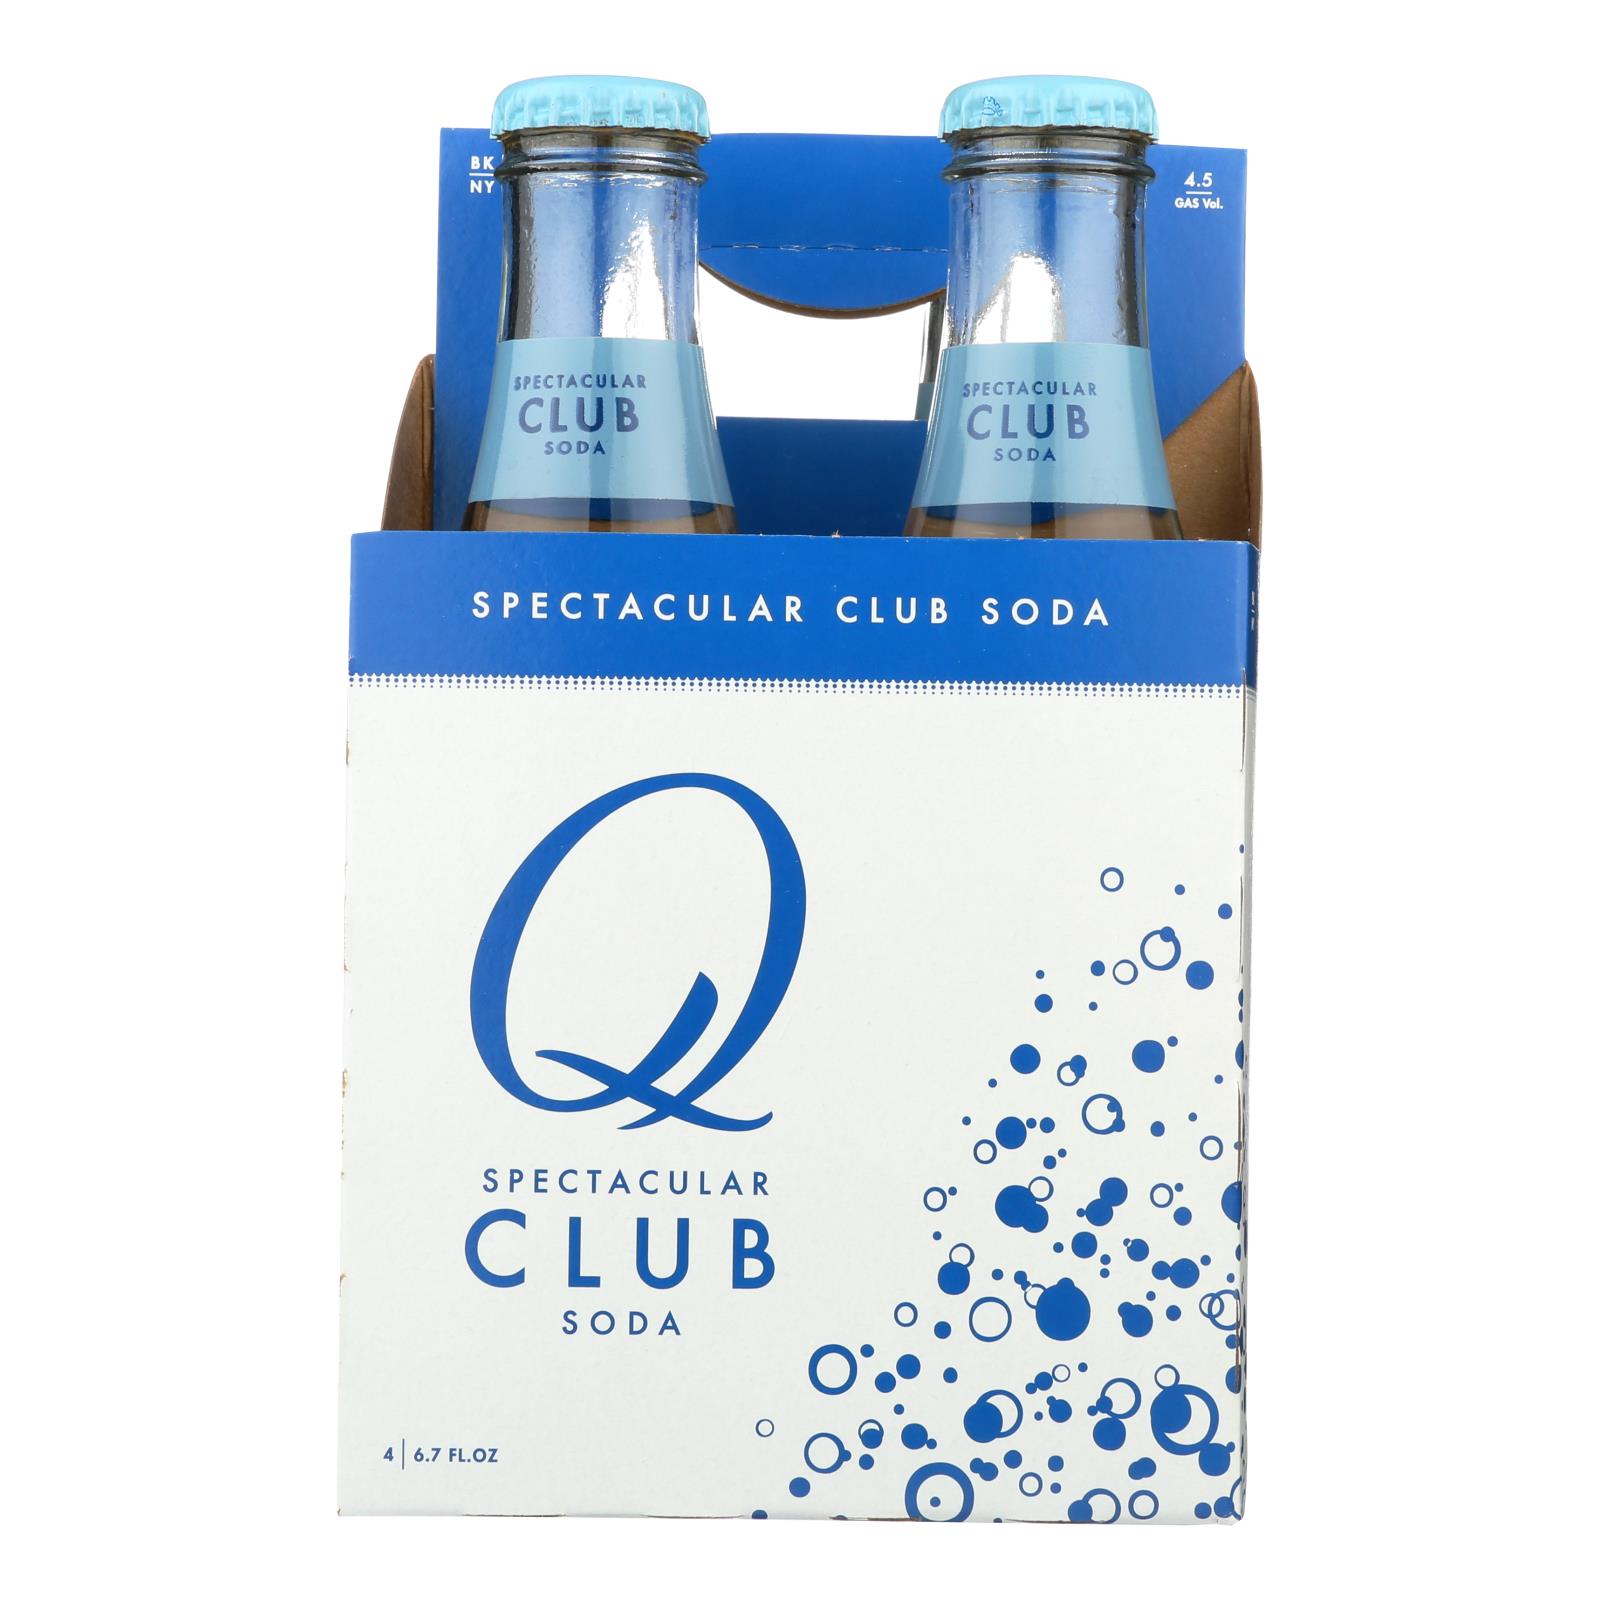 BK
NY
4.5
GAS Vol.
SPECTACULAR
CLUB
SODA
SPECTACULAR
CLUB
SODA
SPECTACULAR CLUB SODA
Q
SPECTACULAR
CLUB
SODA
4 | 6.7 FL.OZ